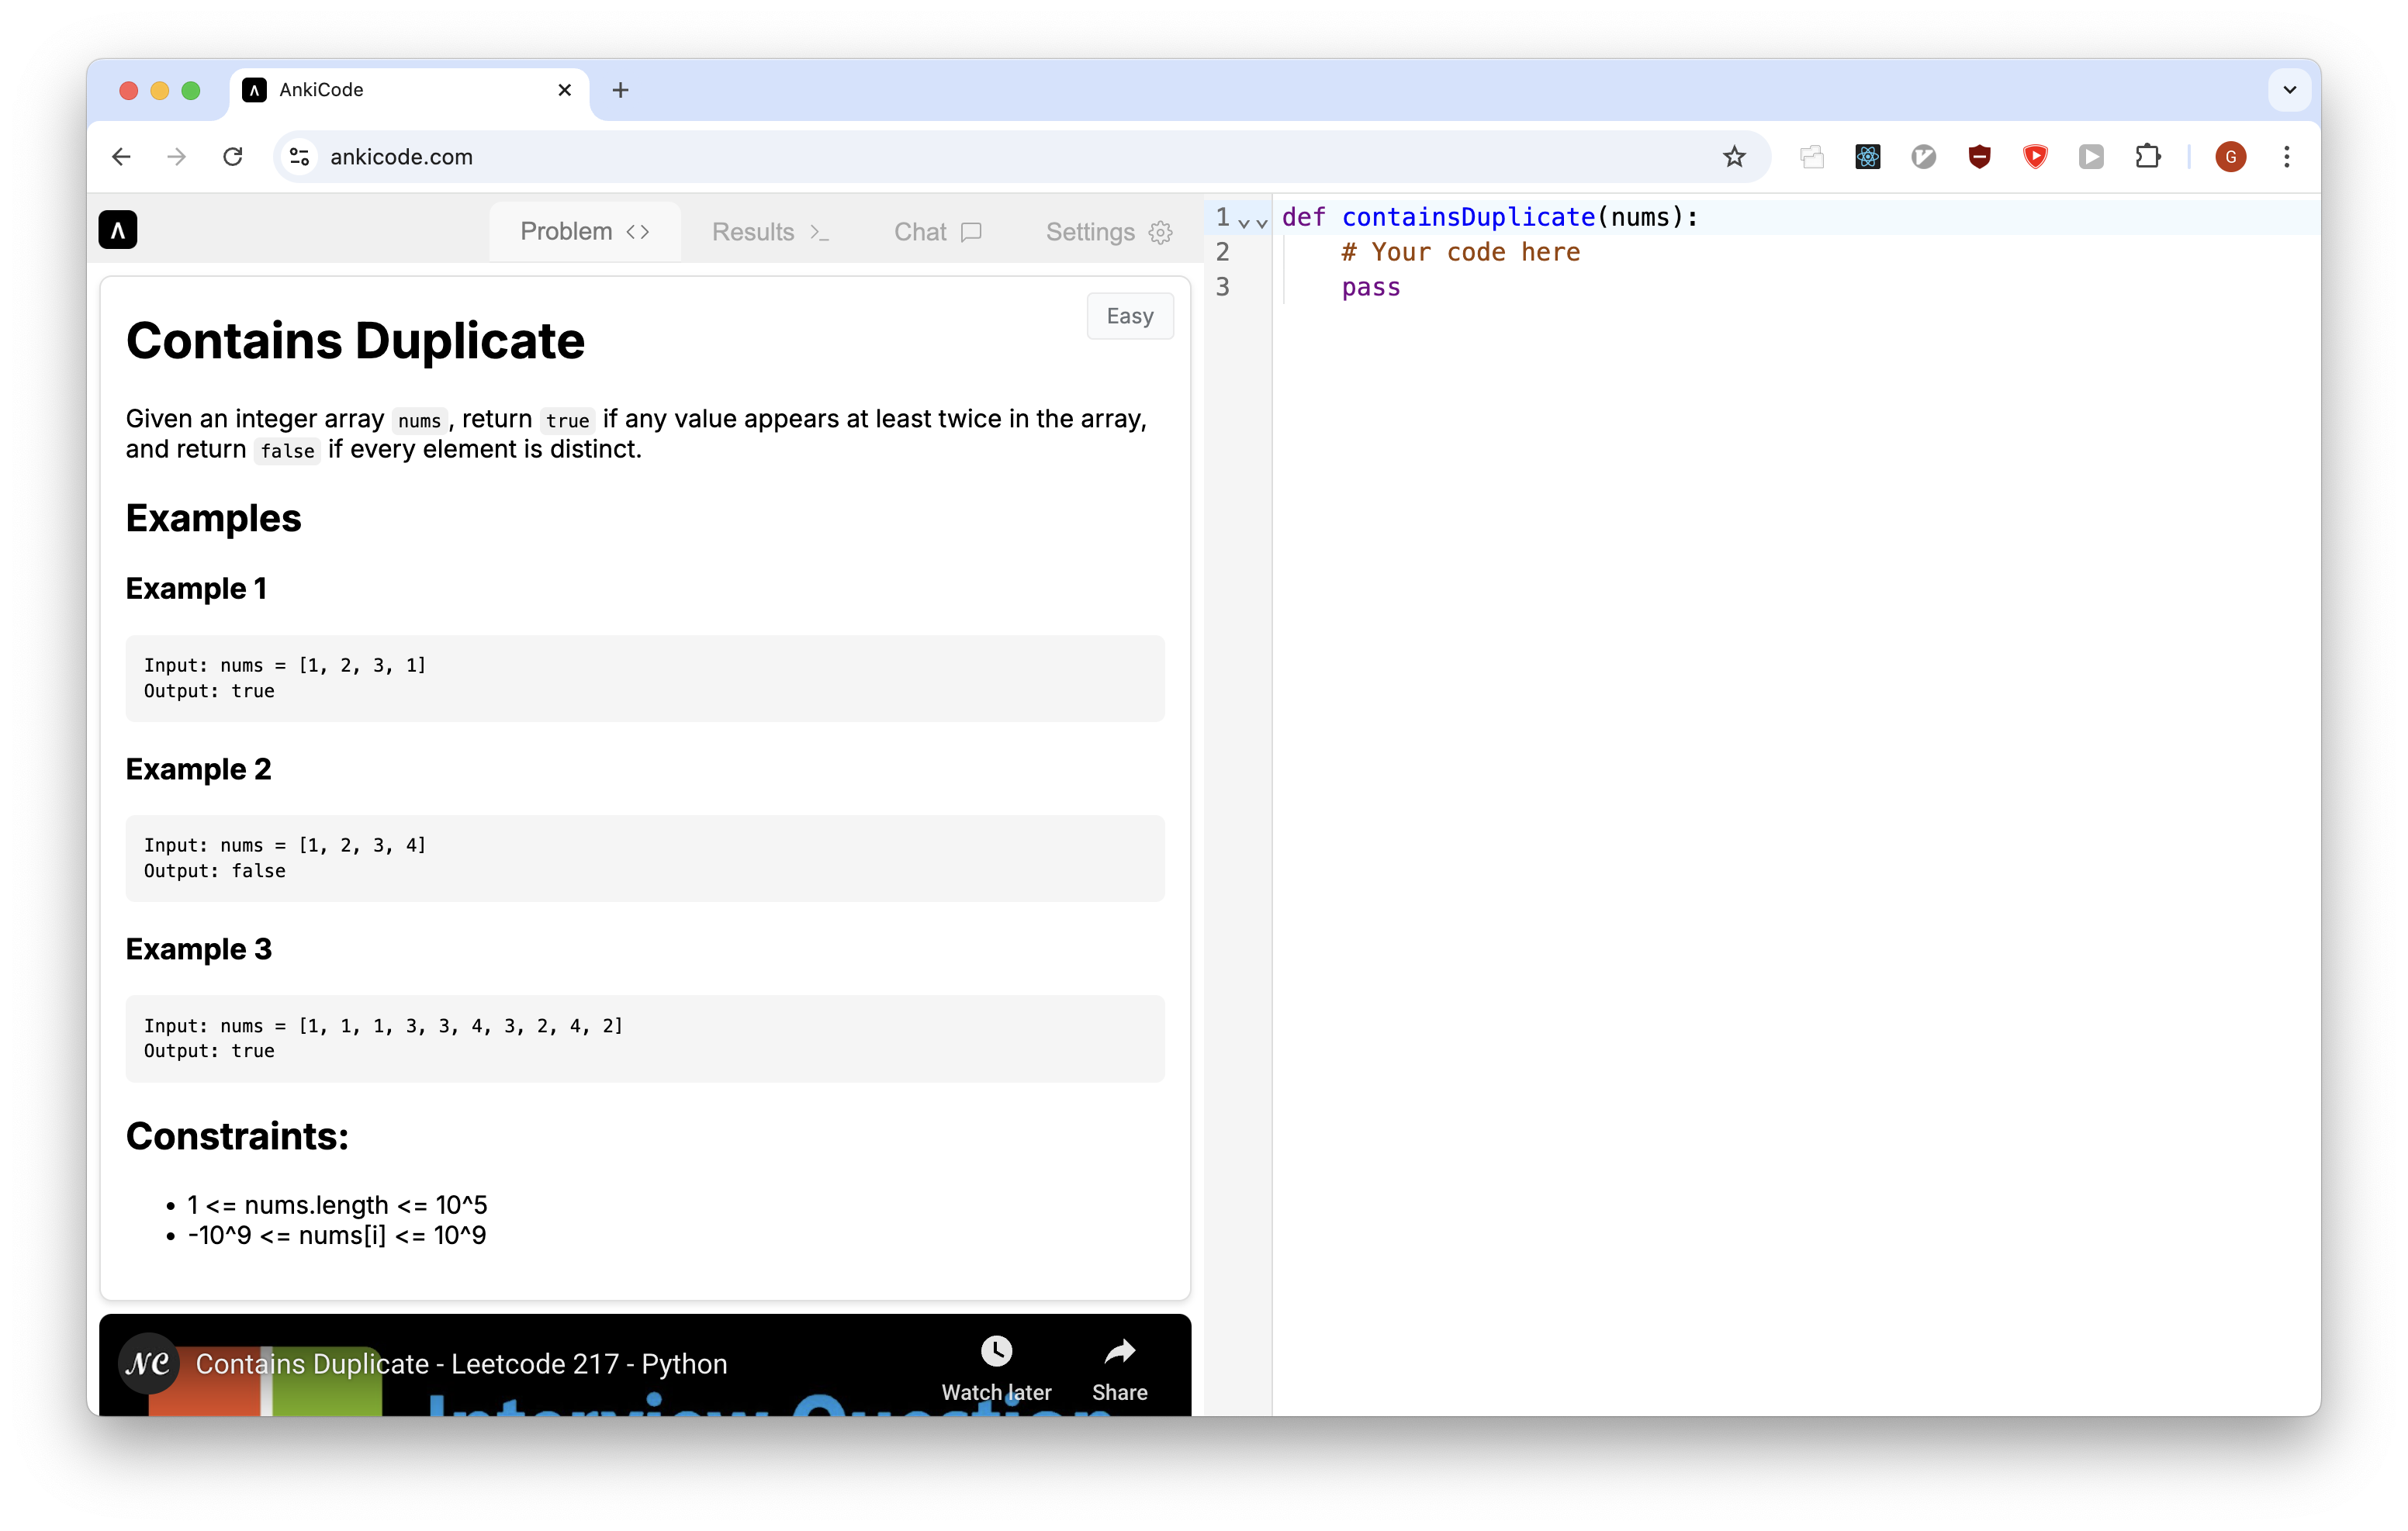 AnkiCode
ankicode.com
G
Problem <> Results >_ Chat Settings
Easy
Contains Duplicate
Given an integer array nums, return true if any value appears at least twice in the array,
and return false if every element is distinct.
Examples
Example 1
Input: nums = [1, 2, 3, 1]
Output: true
Example 2
Input: nums = [1, 2, 3, 4]
Output: false
Example 3
Input: nums = [1, 1, 1, 3, 3, 4, 3, 2, 4, 2]
Output: true
Constraints:
• 1 <= nums.length <= 10^5
• -10^9 <= nums[i] <= 10^9
NC Contains Duplicate - Leetcode 217 - Python
Watch later Share
Interview Question
1 def containsDuplicate(nums):
2 # Your code here
3 pass